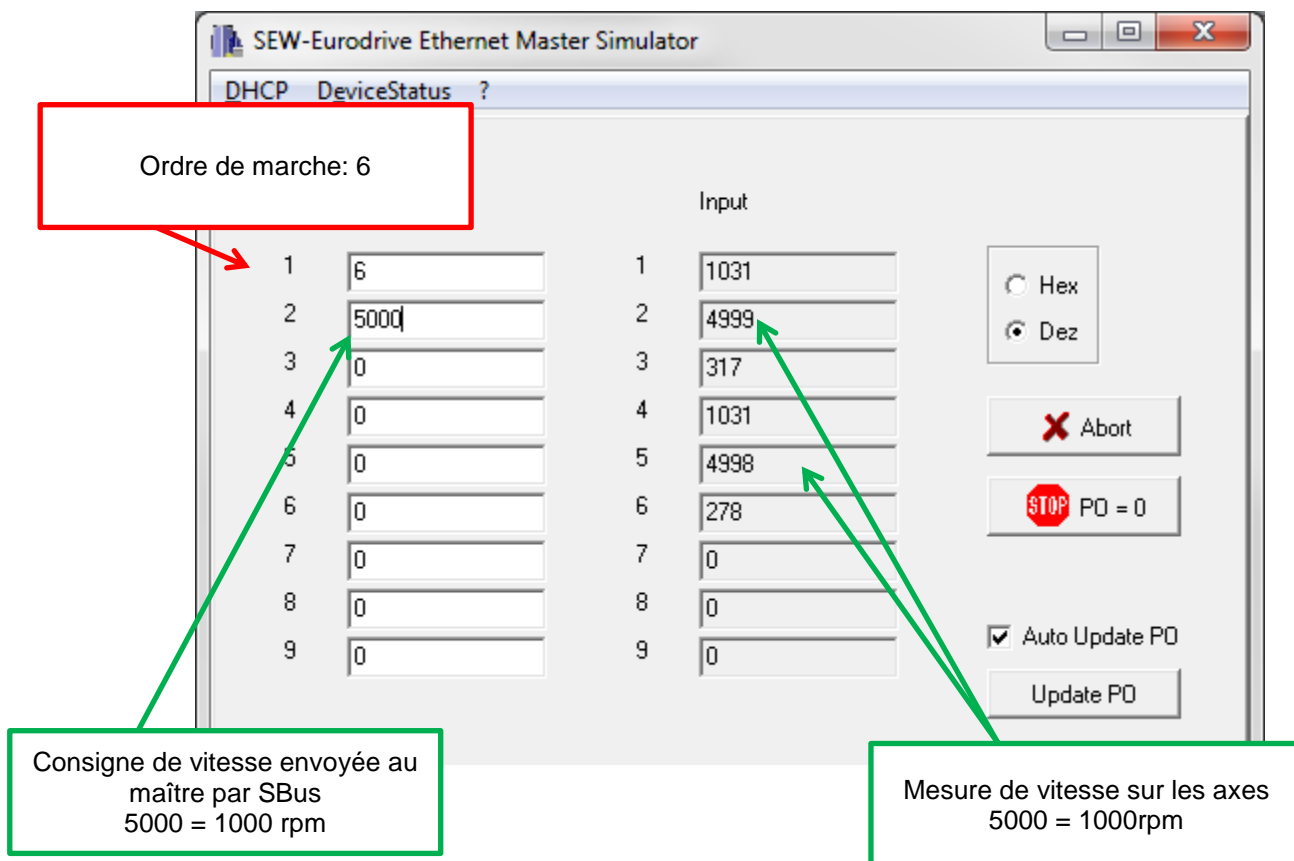 SEW-Eurodrive Ethernet Master Simulator
DHCP DeviceStatus ?
Ordre de marche: 6
Input
1 6 1 1031
2 5000 2 4999
3 0 3 317
4 0 4 1031
5 0 5 4998
6 0 6 278
7 0 7 0
8 0 8 0
9 0 9 0
Hex
Dez
Abort
STOP PO = 0
Auto Update PO
Update PO
Consigne de vitesse envoyée au
maître par SBus
5000 = 1000 rpm
Mesure de vitesse sur les axes
5000 = 1000rpm